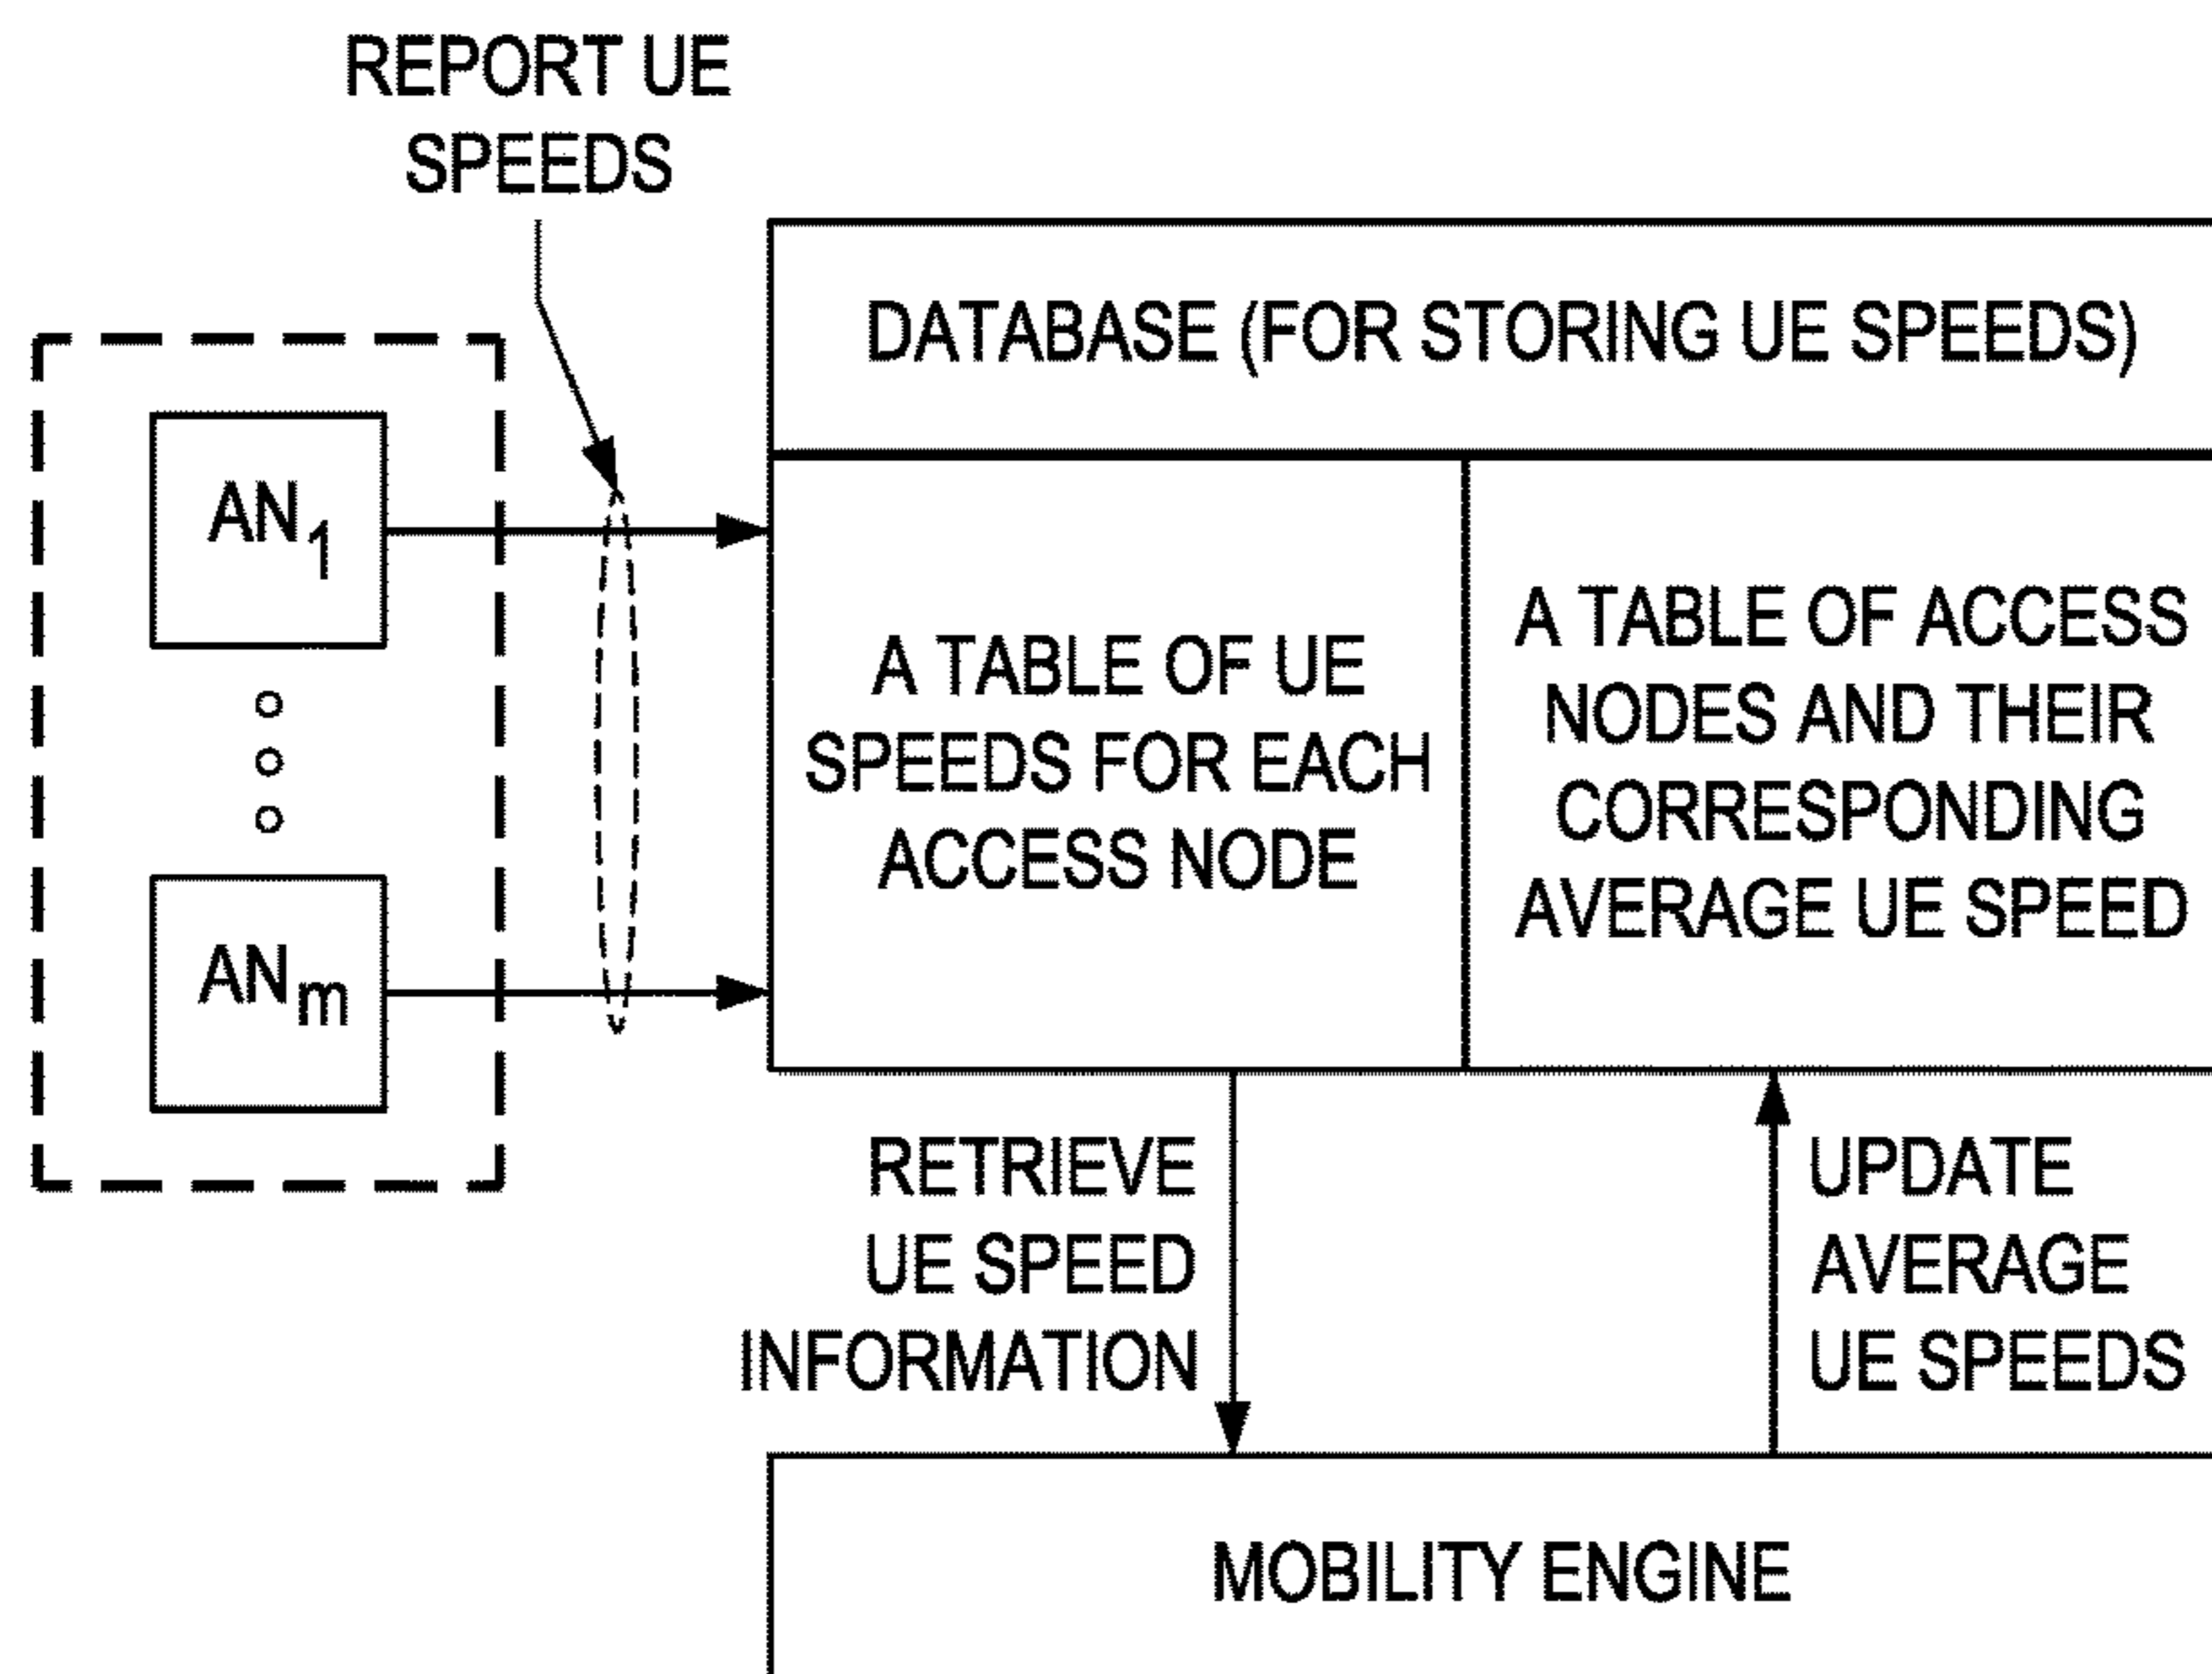 REPORT UE
SPEEDS
DATABASE (FOR STORING UE SPEEDS)
AN1
ANm
A TABLE OF UE
SPEEDS FOR EACH
ACCESS NODE
A TABLE OF ACCESS
NODES AND THEIR
CORRESPONDING
AVERAGE UE SPEED
RETRIEVE
UE SPEED
INFORMATION
UPDATE
AVERAGE
UE SPEEDS
MOBILITY ENGINE